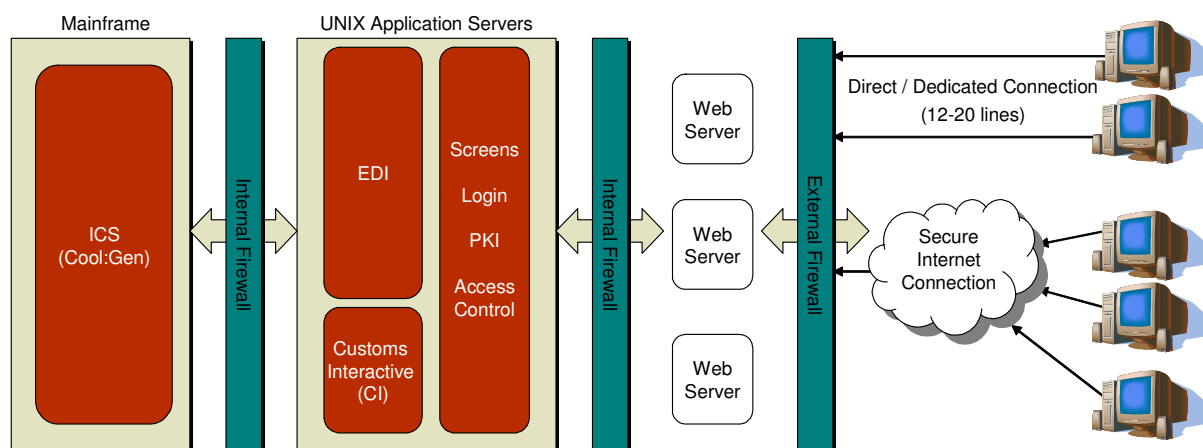 Mainframe
UNIX Application Servers
ICS
(Cool:Gen)
Internal Firewall
EDI
Customs
Interactive
(CI)
Screens
Login
PKI
Access
Control
Internal Firewall
Web
Server
Web
Server
Web
Server
External Firewall
Direct / Dedicated Connection
(12-20 lines)
Secure
Internet
Connection